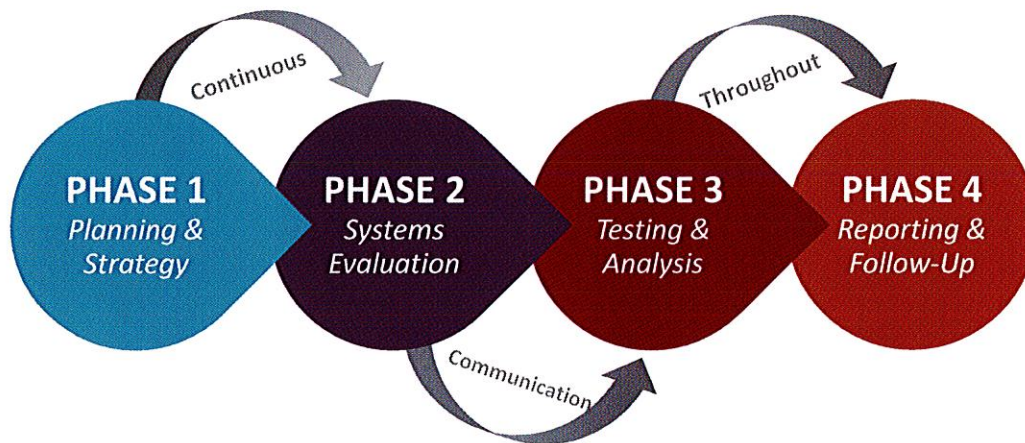 Continuous
Throughout
PHASE 1
Planning &
Strategy
PHASE 2
Systems
Evaluation
PHASE 3
Testing &
Analysis
PHASE 4
Reporting &
Follow-Up
Communication